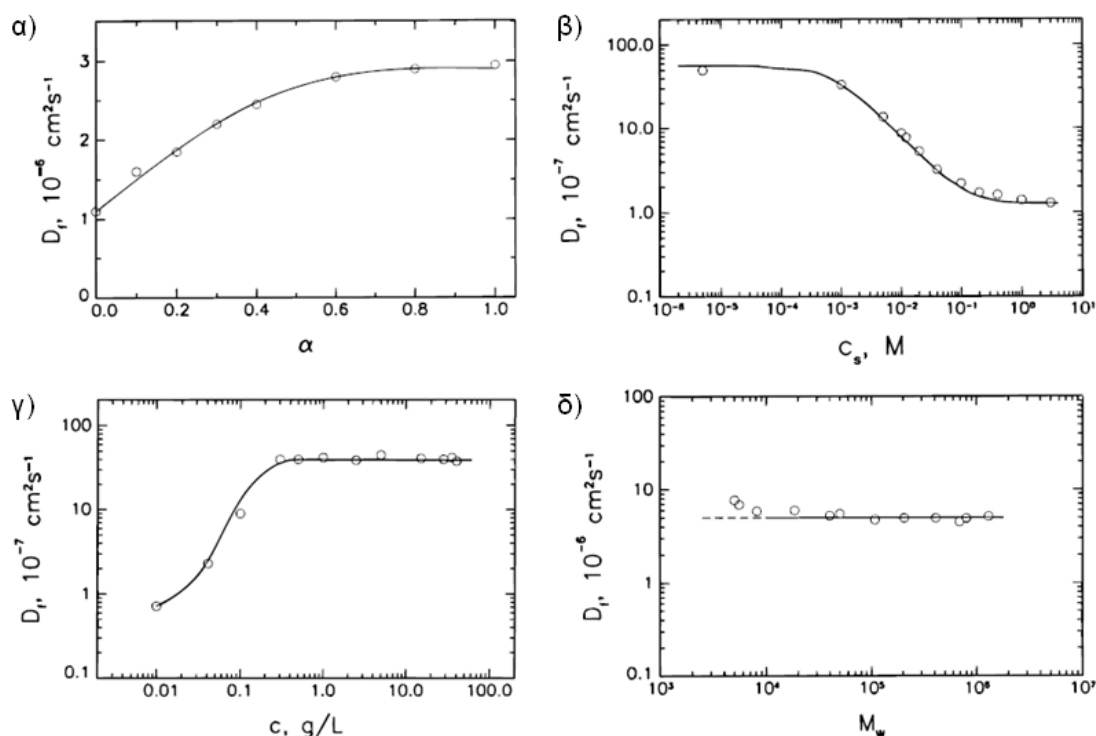 α)
3
2
1
0
D_f, 10⁻⁶ cm²s⁻¹
0.0 0.2 0.4 0.6 0.8 1.0
α
β)
100.0
10.0
1.0
0.1
D_f, 10⁻⁷ cm²s⁻¹
10⁻⁶ 10⁻⁵ 10⁻⁴ 10⁻³ 10⁻² 10⁻¹ 10⁰ 10¹
c_s, M
γ)
100
10
1
0.1
D_f, 10⁻⁷ cm²s⁻¹
0.01 0.1 1.0 10.0 100.0
c, g/L
δ)
100
10
1
0.1
D_f, 10⁻⁶ cm²s⁻¹
10³ 10⁴ 10⁵ 10⁶ 10⁷
M_w